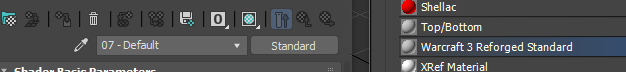 Shellac
Top/Bottom
Warcraft 3 Reforged Standard
XRef Material
0
07 - Default
Standard
Shader Basic Parameters